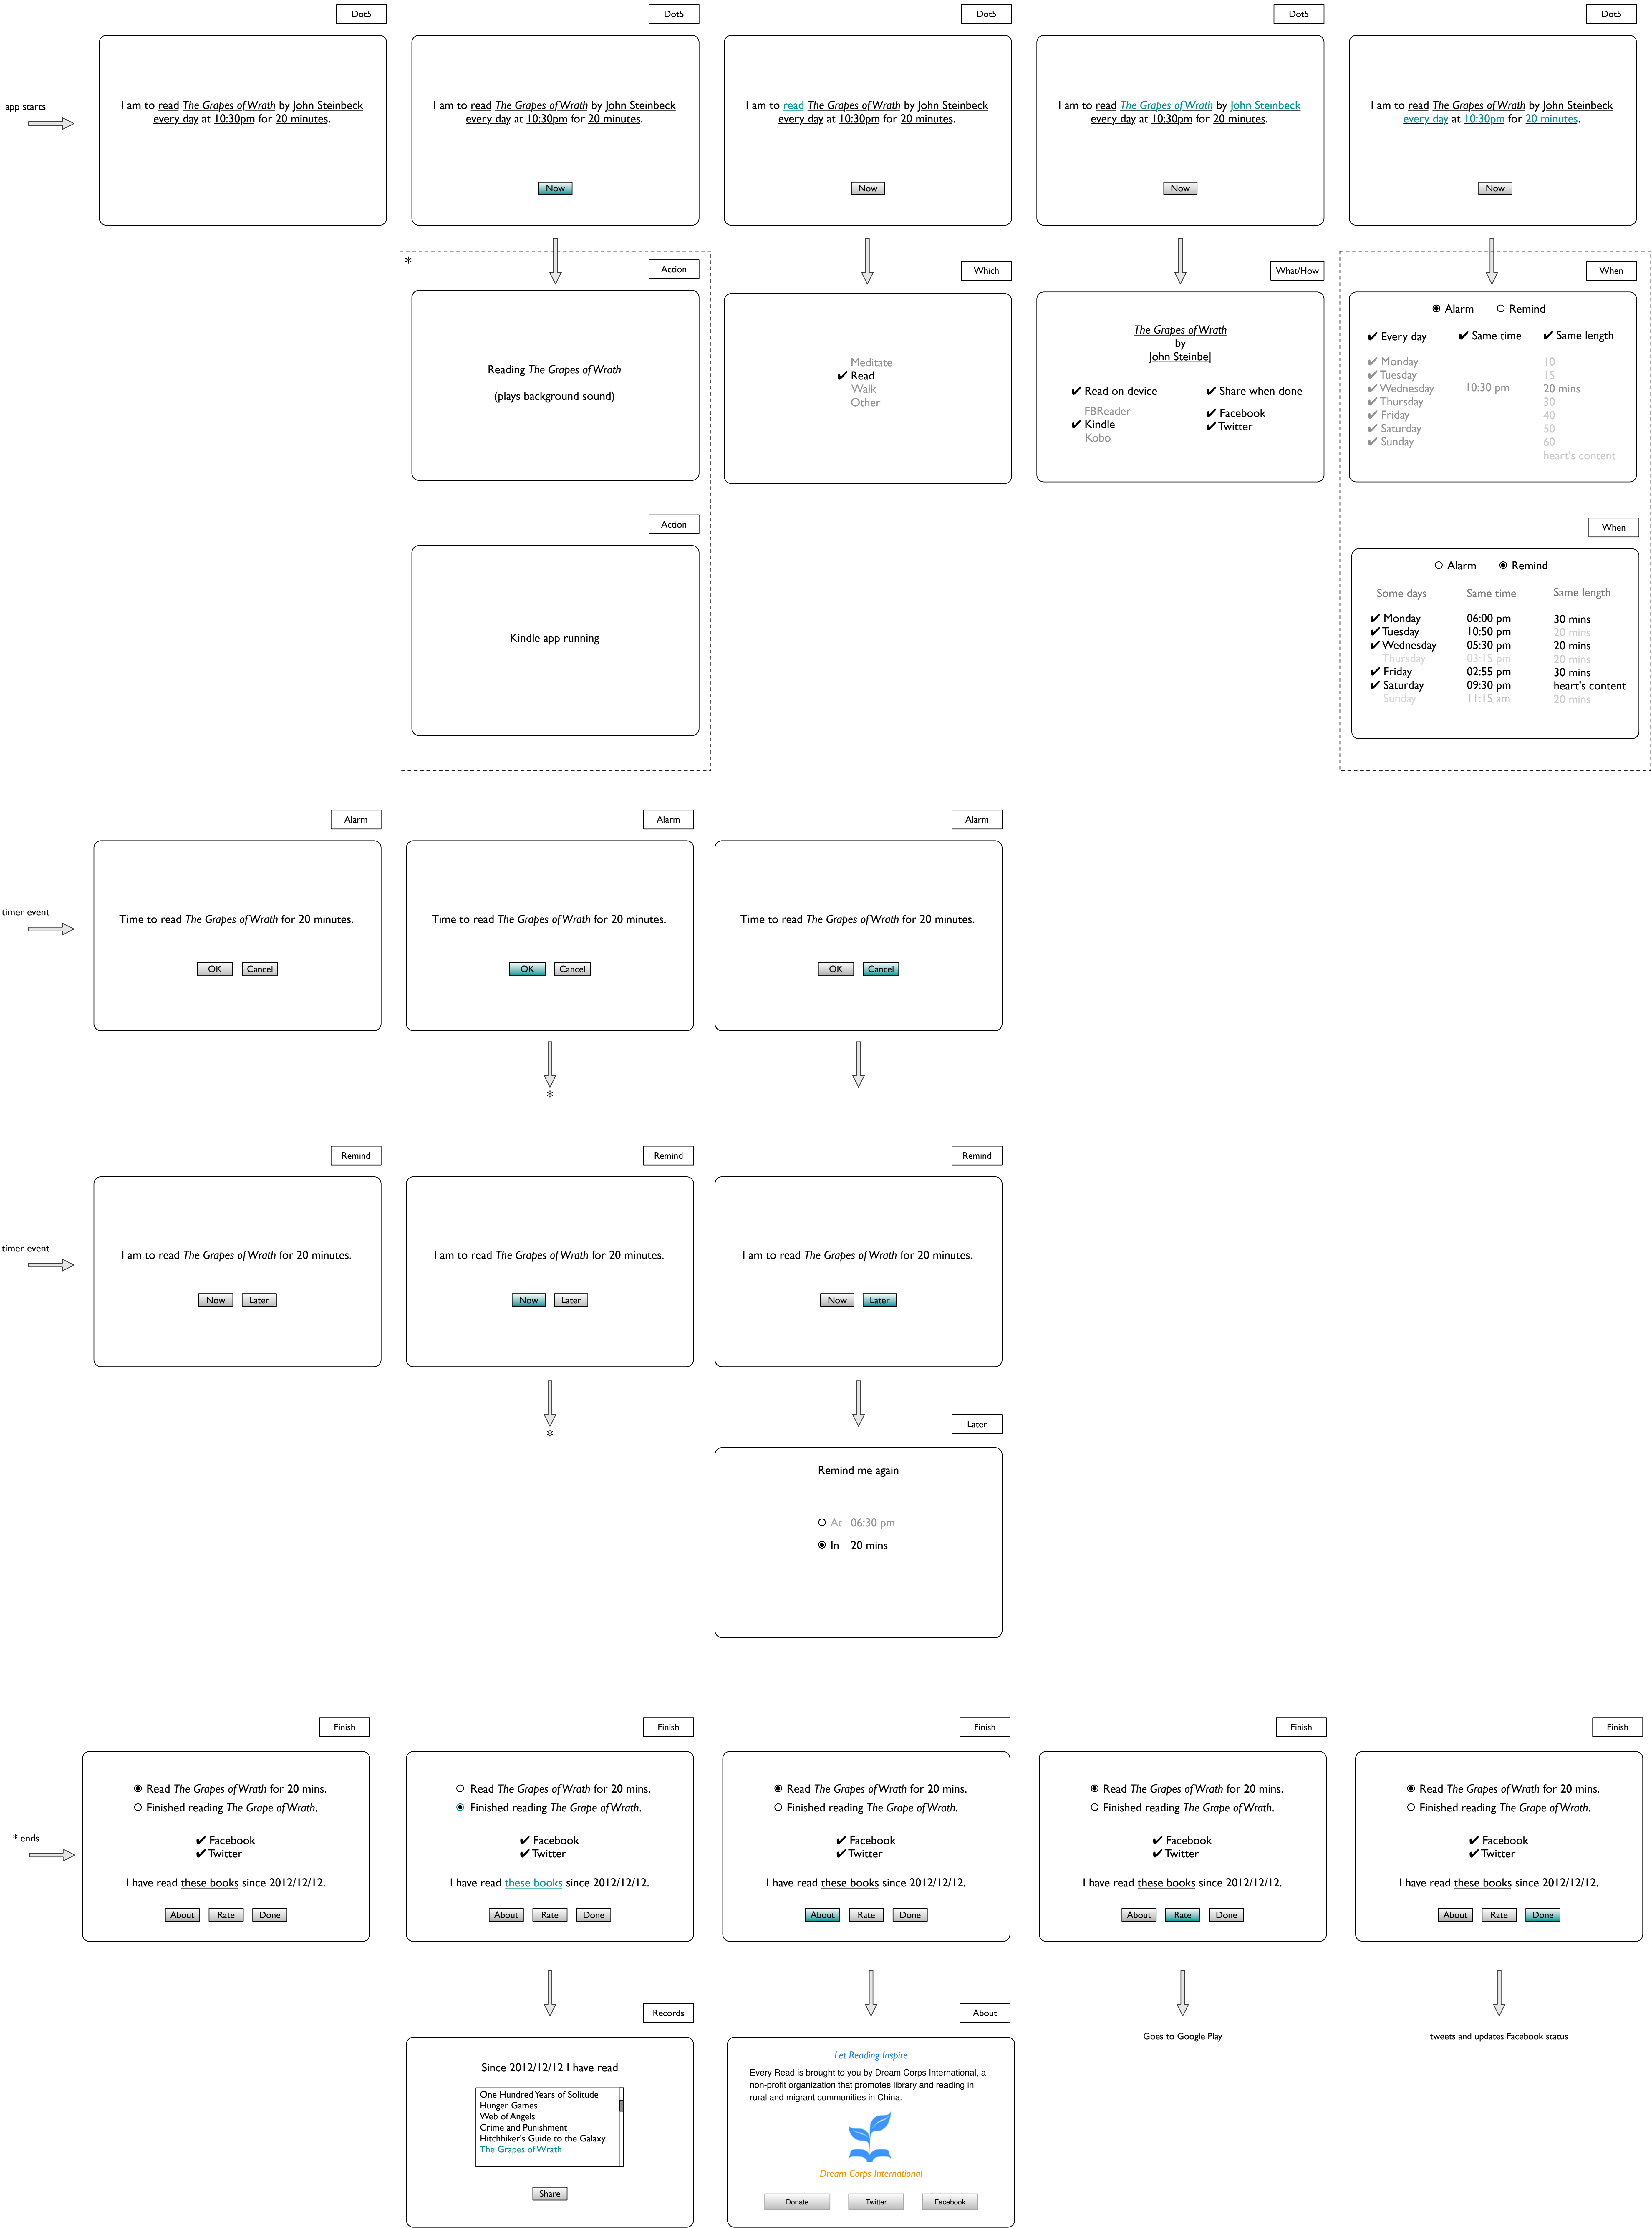 Dot5
Dot5
Dot5
Dot5
Dot5
app starts
I am to read The Grapes of Wrath by John Steinbeck
every day at 10:30pm for 20 minutes.
I am to read The Grapes of Wrath by John Steinbeck
every day at 10:30pm for 20 minutes.
Now
I am to read The Grapes of Wrath by John Steinbeck
every day at 10:30pm for 20 minutes.
Now
I am to read The Grapes of Wrath by John Steinbeck
every day at 10:30pm for 20 minutes.
Now
I am to read The Grapes of Wrath by John Steinbeck
every day at 10:30pm for 20 minutes.
Now
*
Action
Reading The Grapes of Wrath
(plays background sound)
Action
Kindle app running
Which
Meditate
✔ Read
Walk
Other
What/How
The Grapes of Wrath
by
John Steinbe|
✔ Read on device
FBReader
✔ Kindle
Kobo
✔ Share when done
✔ Facebook
✔ Twitter
When
Alarm Remind
✔ Every day ✔ Same time ✔ Same length
✔ Monday 10
✔ Tuesday 15
✔ Wednesday 10:30 pm 20 mins
✔ Thursday 30
✔ Friday 40
✔ Saturday 50
✔ Sunday 60
heart's content
When
Alarm Remind
Some days Same time Same length
✔ Monday 06:00 pm 30 mins
✔ Tuesday 10:50 pm 20 mins
✔ Wednesday 05:30 pm 20 mins
Thursday 03:15 pm 20 mins
✔ Friday 02:55 pm 30 mins
✔ Saturday 09:30 pm heart's content
Sunday 11:15 am 20 mins
Alarm
Alarm
Alarm
timer event
Time to read The Grapes of Wrath for 20 minutes.
OK Cancel
Time to read The Grapes of Wrath for 20 minutes.
OK Cancel
*
Time to read The Grapes of Wrath for 20 minutes.
OK Cancel
Remind
Remind
Remind
timer event
I am to read The Grapes of Wrath for 20 minutes.
Now Later
I am to read The Grapes of Wrath for 20 minutes.
Now Later
*
I am to read The Grapes of Wrath for 20 minutes.
Now Later
Later
Remind me again
At 06:30 pm
In 20 mins
Finish
Finish
Finish
Finish
Finish
* ends
Read The Grapes of Wrath for 20 mins.
Finished reading The Grape of Wrath.
✔ Facebook
✔ Twitter
I have read these books since 2012/12/12.
About Rate Done
Read The Grapes of Wrath for 20 mins.
Finished reading The Grape of Wrath.
✔ Facebook
✔ Twitter
I have read these books since 2012/12/12.
About Rate Done
Read The Grapes of Wrath for 20 mins.
Finished reading The Grape of Wrath.
✔ Facebook
✔ Twitter
I have read these books since 2012/12/12.
About Rate Done
Read The Grapes of Wrath for 20 mins.
Finished reading The Grape of Wrath.
✔ Facebook
✔ Twitter
I have read these books since 2012/12/12.
About Rate Done
Read The Grapes of Wrath for 20 mins.
Finished reading The Grape of Wrath.
✔ Facebook
✔ Twitter
I have read these books since 2012/12/12.
About Rate Done
Records
Since 2012/12/12 I have read
One Hundred Years of Solitude
Hunger Games
Web of Angels
Crime and Punishment
Hitchhiker's Guide to the Galaxy
The Grapes of Wrath
Share
About
Let Reading Inspire
Every Read is brought to you by Dream Corps International, a
non-profit organization that promotes library and reading in
rural and migrant communities in China.
Dream Corps International
Donate Twitter Facebook
Goes to Google Play
tweets and updates Facebook status